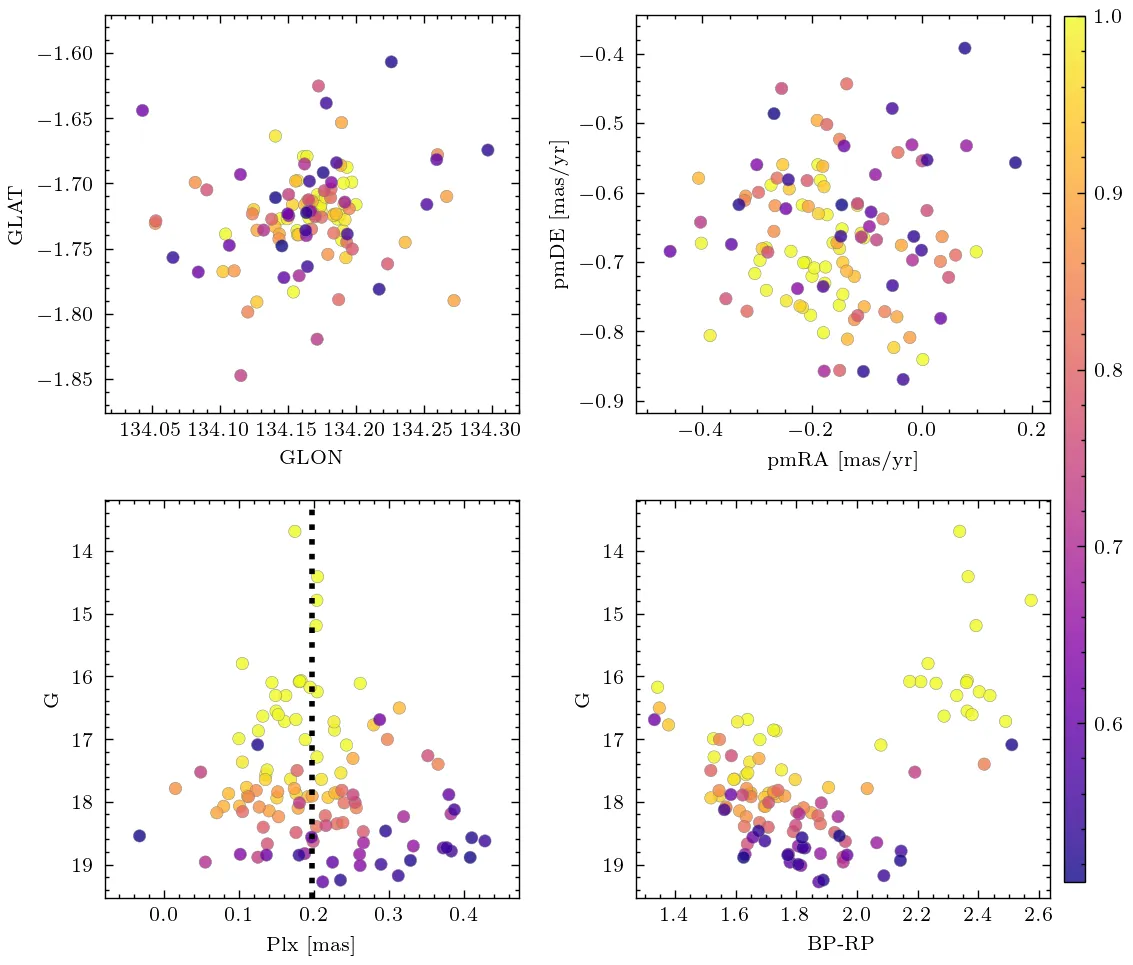 −1.60
−1.65
−1.70
−1.75
−1.80
−1.85
GLAT
134.05 134.10 134.15 134.20 134.25 134.30
GLON
−0.4
−0.5
−0.6
−0.7
−0.8
−0.9
pmDE [mas/yr]
−0.4 −0.2 0.0 0.2
pmRA [mas/yr]
14
15
16
17
18
19
G
0.0 0.1 0.2 0.3 0.4
Plx [mas]
14
15
16
17
18
19
G
1.4 1.6 1.8 2.0 2.2 2.4 2.6
BP-RP
1.0
0.9
0.8
0.7
0.6